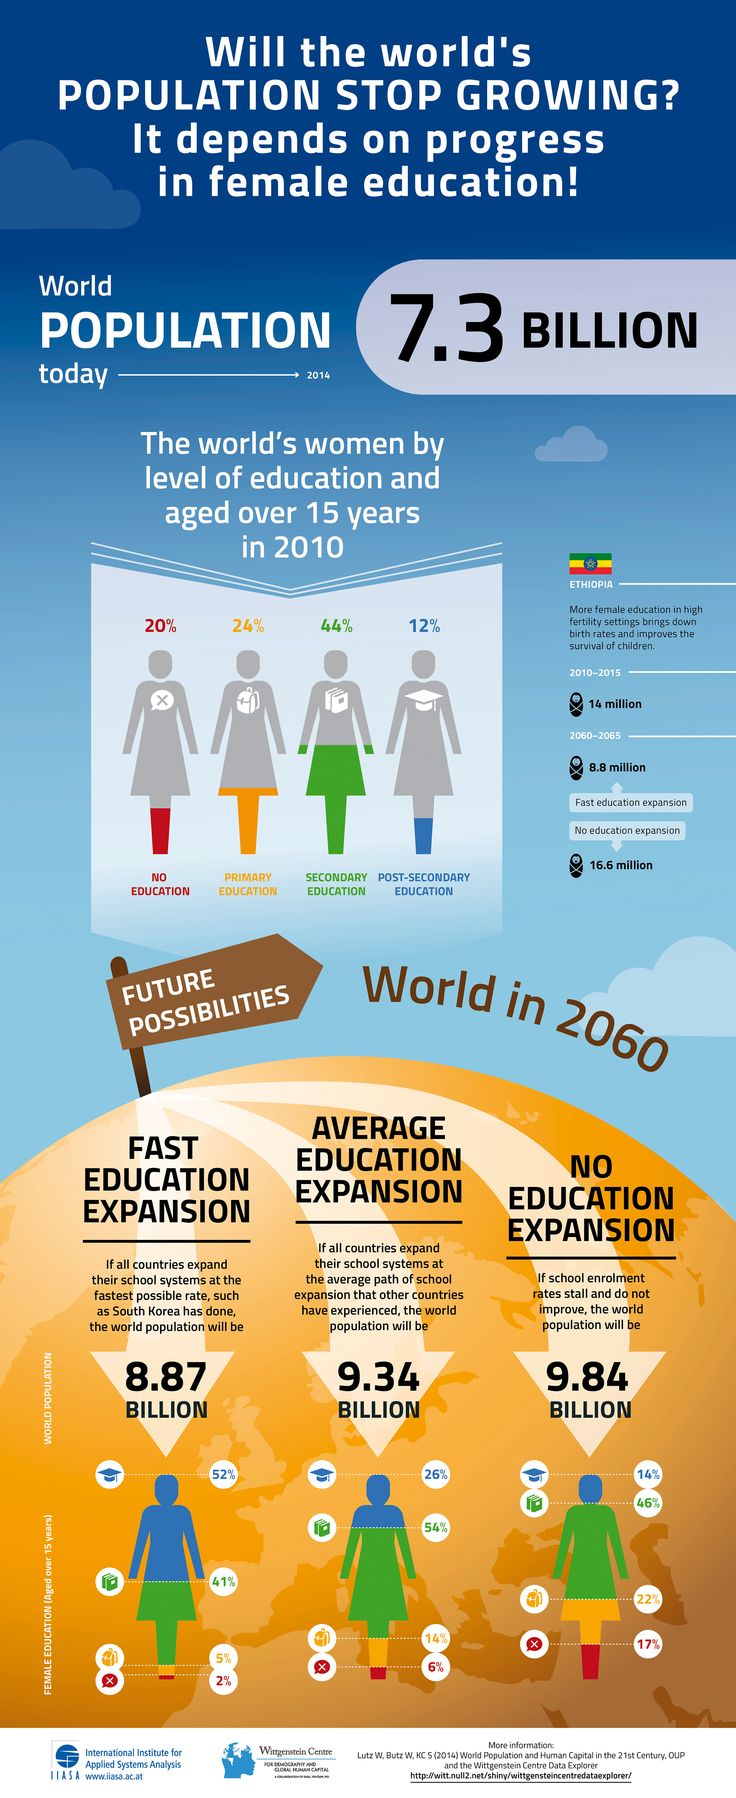 Will the world's
POPULATION STOP GROWING?
It depends on progress
in female education!
World
POPULATION
today
2014
7.3 BILLION
The world's women by
level of education and
aged over 15 years
in 2010
20%
24%
44%
12%
NO
EDUCATION
PRIMARY
EDUCATION
SECONDARY
EDUCATION
POST-SECONDARY
EDUCATION
ETHIOPIA
More female education in high
fertility settings brings down
birth rates and improves the
survival of children.
2010–2015
14 million
2060–2065
8.8 million
Fast education expansion
No education expansion
16.6 million
FUTURE
POSSIBILITIES
World in 2060
FAST
EDUCATION
EXPANSION
If all countries expand
their school systems at the
fastest possible rate, such
as South Korea has done,
the world population will be
8.87
BILLION
AVERAGE
EDUCATION
EXPANSION
If all countries expand
their school systems at
the average path of school
expansion that other countries
have experienced, the world
population will be
9.34
BILLION
NO
EDUCATION
EXPANSION
If school enrolment
rates stall and do not
improve, the world
population will be
9.84
BILLION
WORLD POPULATION
FEMALE EDUCATION (Aged over 15 years)
52%
41%
5%
2%
26%
54%
14%
6%
14%
46%
22%
17%
IIASA
International Institute for
Applied Systems Analysis
www.iiasa.ac.at
Wittgenstein Centre
FOR DEMOGRAPHY AND
GLOBAL HUMAN CAPITAL
More information:
Lutz W, Butz W, KC S (2014) World Population and Human Capital in the 21st Century, OUP
and the Wittgenstein Centre Data Explorer
http://witt.null2.net/shiny/wittgensteincentredataexplorer/